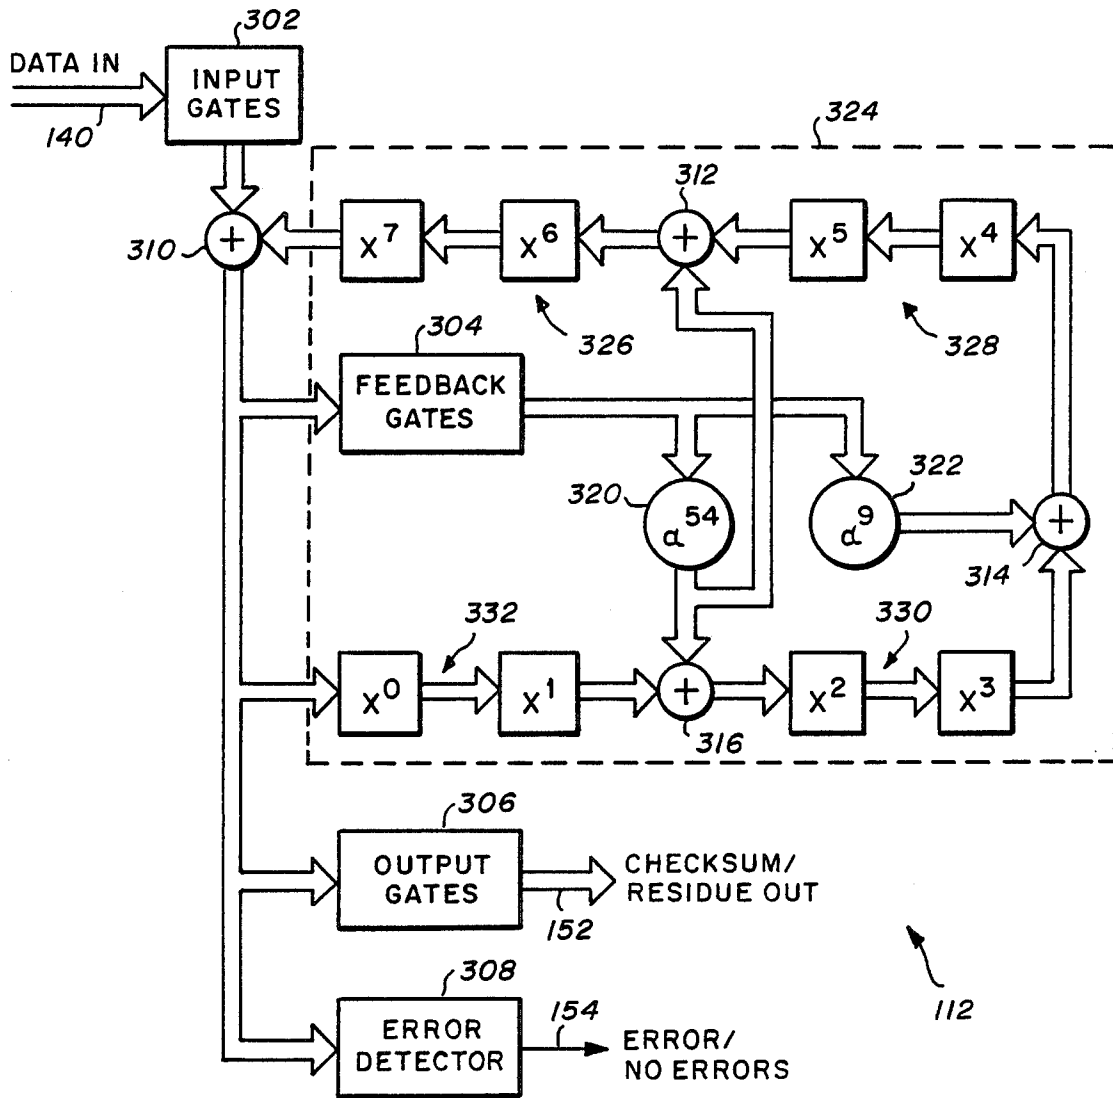 302
DATA IN
INPUT
GATES
140
324
312
310
x⁷
x⁶
x⁵
x⁴
326
328
304
FEEDBACK
GATES
320
322
α⁵⁴
α⁹
314
332
330
x⁰
x¹
x²
x³
316
306
OUTPUT
GATES
CHECKSUM/
RESIDUE OUT
152
308
112
ERROR
DETECTOR
154
ERROR/
NO ERRORS